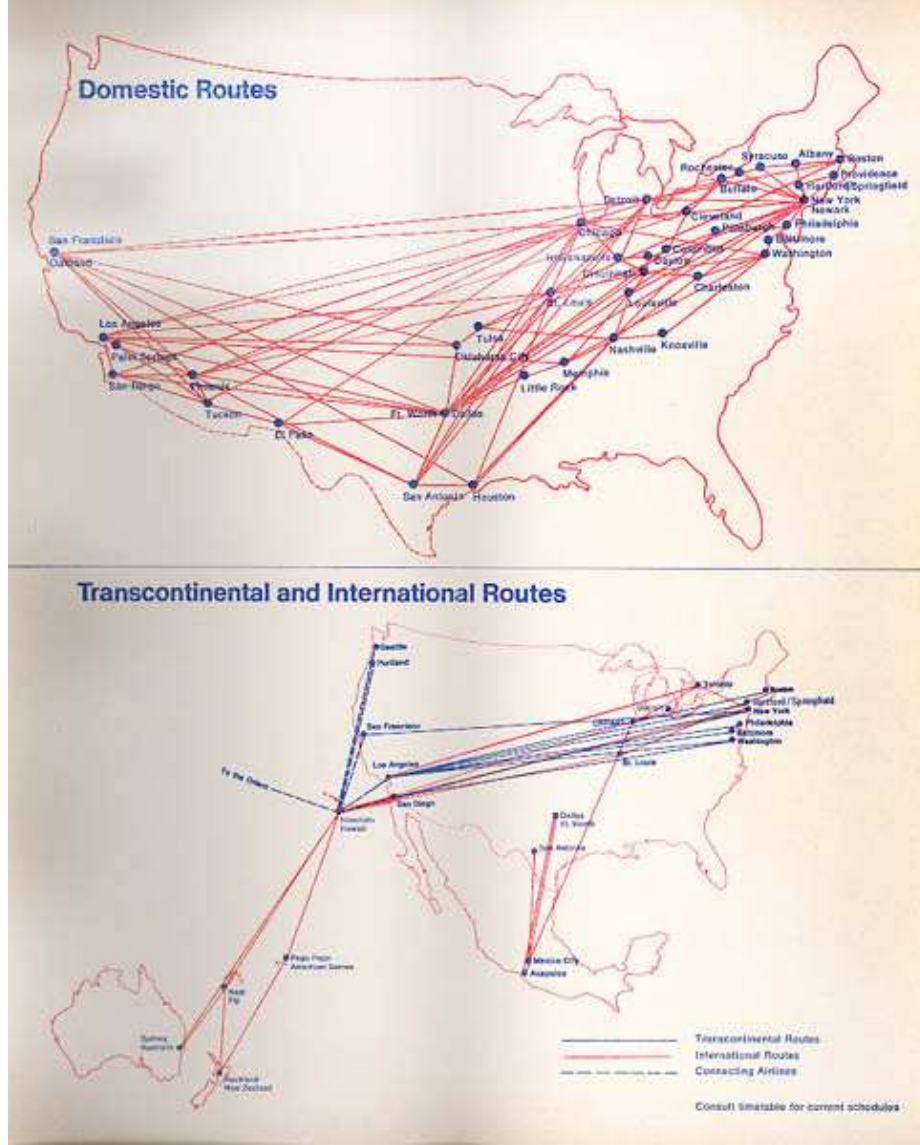 Domestic Routes
Rochester
Syracuse
Albany
Boston
Buffalo
Providence
Hartford/Springfield
Detroit
New York
Newark
Cleveland
Philadelphia
Chicago
Pittsburgh
San Francisco
Oakland
Columbus
Baltimore
Indianapolis
Dayton
Washington
Cincinnati
Charleston
St. Louis
Louisville
Los Angeles
Tulsa
Palm Springs
Oklahoma City
Nashville
Knoxville
Memphis
San Diego
Phoenix
Little Rock
Tucson
Ft. Worth
Dallas
El Paso
San Antonio
Houston
Transcontinental and International Routes
Seattle
Portland
Toronto
Boston
Hartford/Springfield
New York
San Francisco
Chicago
Philadelphia
Baltimore
Washington
Los Angeles
St. Louis
To the Orient
San Diego
Honolulu
Hawaii
Dallas
Ft. Worth
San Antonio
Pago Pago
American Samoa
Mexico City
Acapulco
Nadi
Fiji
Sydney
Australia
Auckland
New Zealand
Transcontinental Routes
International Routes
Connecting Airlines
Consult timetable for current schedules